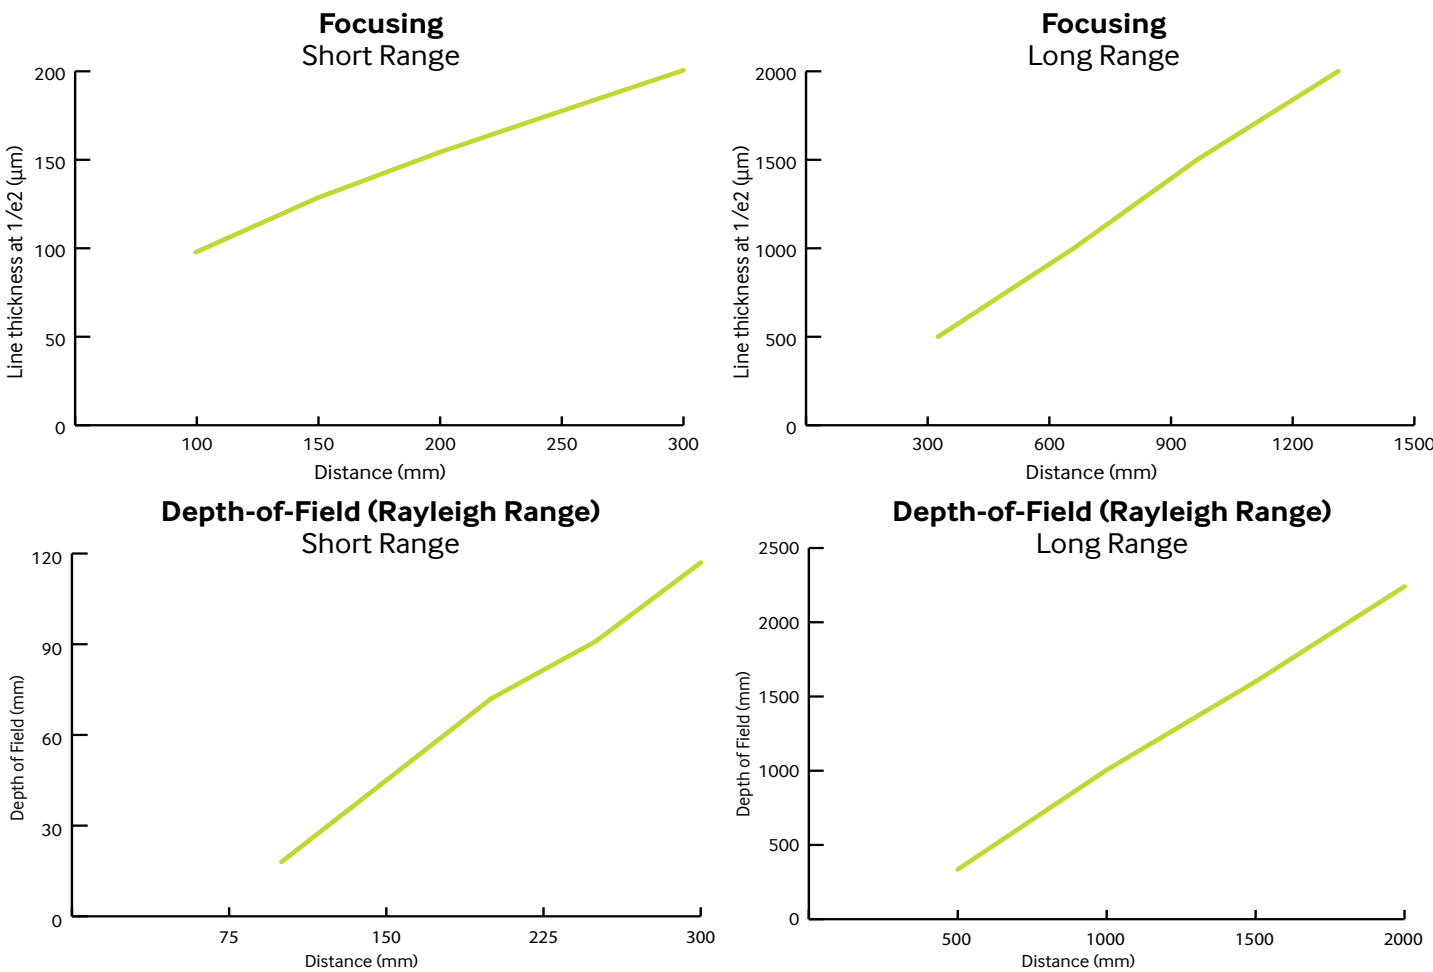 Focusing
Short Range
Line thickness at 1/e2 (µm)
200
150
100
50
0
100 150 200 250 300
Distance (mm)
Focusing
Long Range
Line thickness at 1/e2 (µm)
2000
1500
1000
500
0
300 600 900 1200 1500
Distance (mm)
Depth-of-Field (Rayleigh Range)
Short Range
Depth of Field (mm)
120
90
60
30
0
75 150 225 300
Distance (mm)
Depth-of-Field (Rayleigh Range)
Long Range
Depth of Field (mm)
2500
2000
1500
1000
500
0
500 1000 1500 2000
Distance (mm)